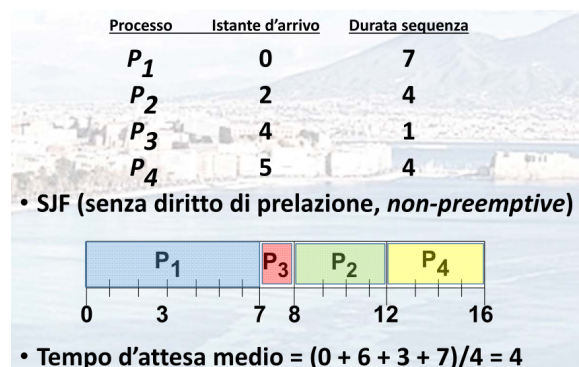 Processo Istante d'arrivo Durata sequenza
P1 0 7
P2 2 4
P3 4 1
P4 5 4
• SJF (senza diritto di prelazione, non-preemptive)
P1 P3 P2 P4
0 3 7 8 12 16
• Tempo d'attesa medio = (0 + 6 + 3 + 7)/4 = 4